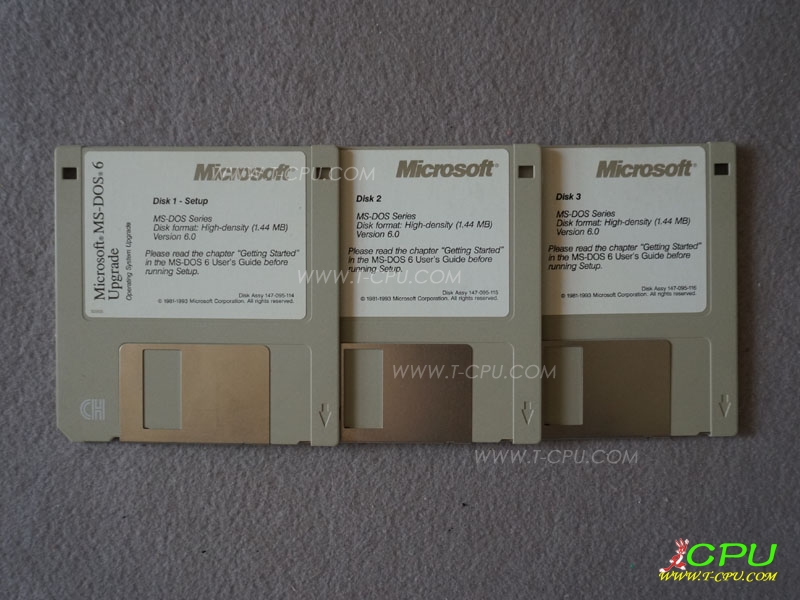 Microsoft® MS-DOS® 6
Upgrade
Operating System Upgrade
Microsoft
Disk 1 - Setup
MS-DOS Series
Disk format: High-density (1.44 MB)
Version 6.0
Please read the chapter "Getting Started"
in the MS-DOS 6 User's Guide before
running Setup.
Disk Assy 147-095-114
© 1981-1993 Microsoft Corporation. All rights reserved.
Microsoft®
Disk 2
MS-DOS Series
Disk format: High-density (1.44 MB)
Version 6.0
Please read the chapter "Getting Started"
in the MS-DOS 6 User's Guide before
running Setup.
Disk Assy 147-095-115
© 1981-1993 Microsoft Corporation. All rights reserved.
Microsoft®
Disk 3
MS-DOS Series
Disk format: High-density (1.44 MB)
Version 6.0
Please read the chapter "Getting Started"
in the MS-DOS 6 User's Guide before
running Setup.
Disk Assy 147-095-116
© 1981-1993 Microsoft Corporation. All rights reserved.
WWW.T-CPU.COM
WWW.T-CPU.COM
WWW.T-CPU.COM
WWW.T-CPU.COM
CPU
WWW.T-CPU.COM